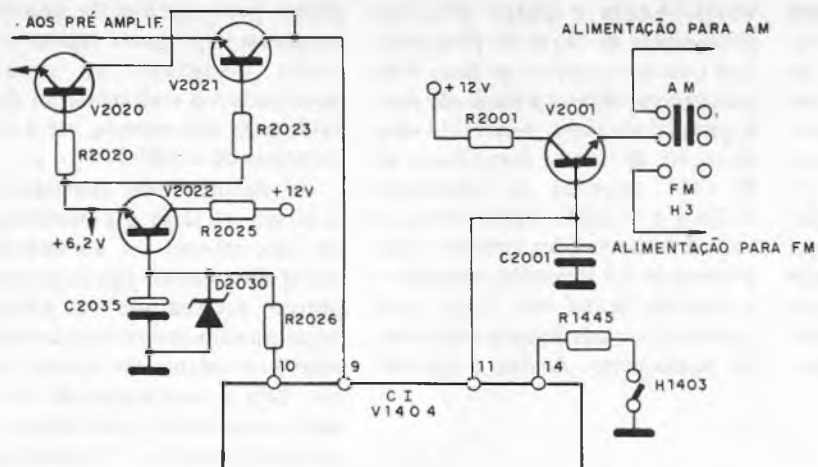 AOS PRÉ AMPLIF.
V2021
V2020
R2020
R2023
V2022
+12V
R2025
+6,2V
D2030
C2035
R2026
10
9
11
14
CI
V1404
+12V
R2001
V2001
C2001
R1445
H1403
ALIMENTAÇÃO PARA AM
AM
FM
H3
ALIMENTAÇÃO PARA FM